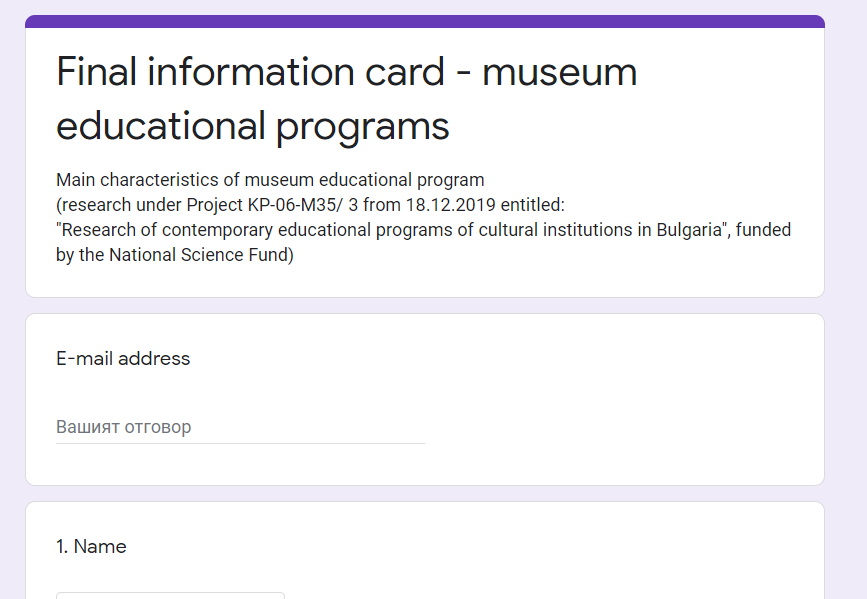 Final information card - museum
educational programs
Main characteristics of museum educational program
(research under Project KP-06-M35/ 3 from 18.12.2019 entitled:
"Research of contemporary educational programs of cultural institutions in Bulgaria", funded
by the National Science Fund)
E-mail address
Вашият отговор
1. Name